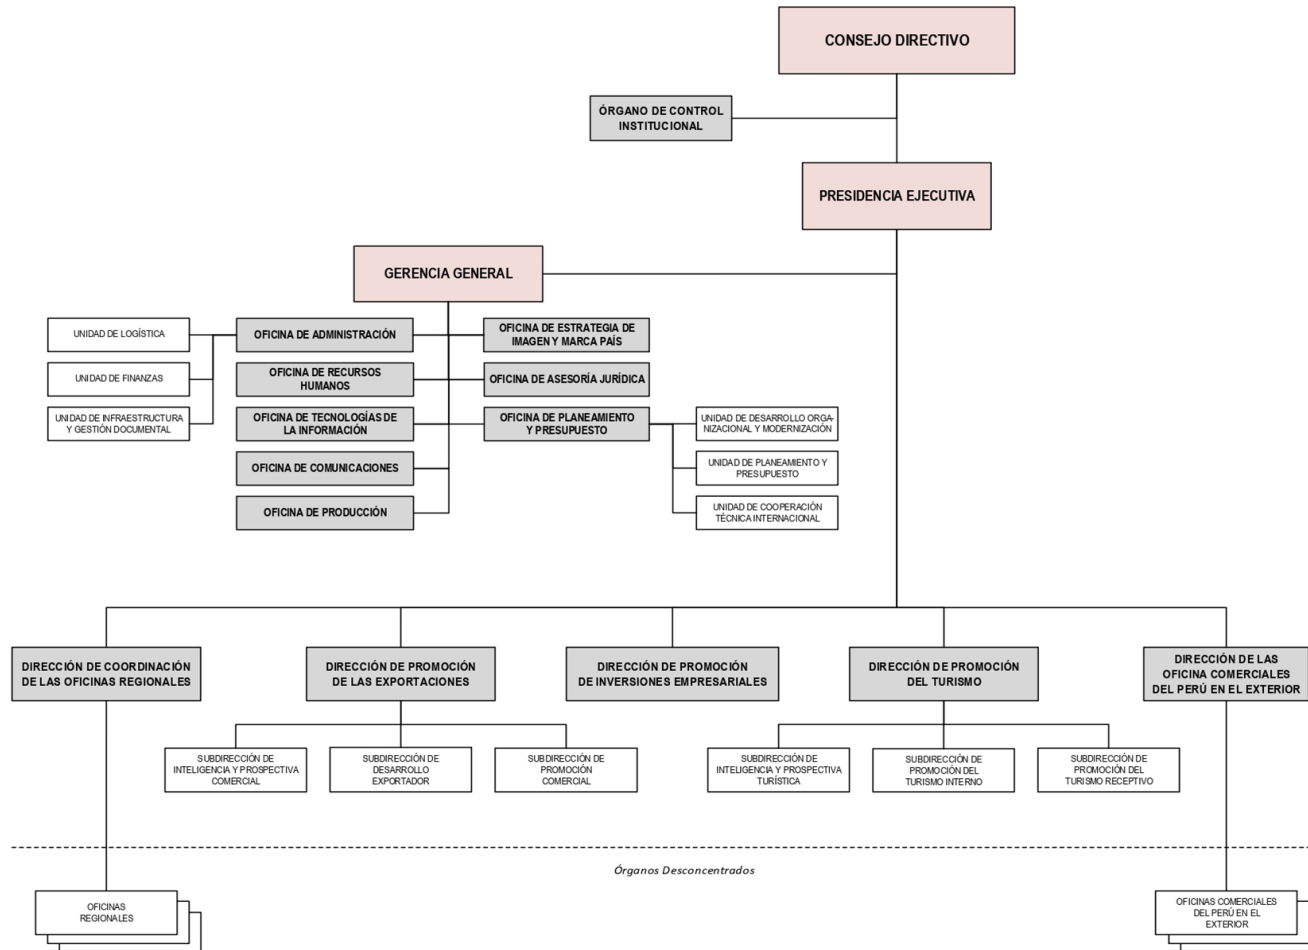 CONSEJO DIRECTIVO
ÓRGANO DE CONTROL
INSTITUCIONAL
PRESIDENCIA EJECUTIVA
GERENCIA GENERAL
UNIDAD DE LOGÍSTICA
OFICINA DE ADMINISTRACIÓN
OFICINA DE ESTRATEGIA DE
IMAGEN Y MARCA PAÍS
UNIDAD DE FINANZAS
OFICINA DE RECURSOS
HUMANOS
OFICINA DE ASESORÍA JURÍDICA
UNIDAD DE INFRAESTRUCTURA
Y GESTIÓN DOCUMENTAL
OFICINA DE TECNOLOGÍAS DE
LA INFORMACIÓN
OFICINA DE PLANEAMIENTO
Y PRESUPUESTO
UNIDAD DE DESARROLLO ORGA-
NIZACIONAL Y MODERNIZACIÓN
OFICINA DE COMUNICACIONES
UNIDAD DE PLANEAMIENTO Y
PRESUPUESTO
OFICINA DE PRODUCCIÓN
UNIDAD DE COOPERACIÓN
TÉCNICA INTERNACIONAL
DIRECCIÓN DE COORDINACIÓN
DE LAS OFICINAS REGIONALES
DIRECCIÓN DE PROMOCIÓN
DE LAS EXPORTACIONES
DIRECCIÓN DE PROMOCIÓN
DE INVERSIONES EMPRESARIALES
DIRECCIÓN DE PROMOCIÓN
DEL TURISMO
DIRECCIÓN DE LAS
OFICINA COMERCIALES
DEL PERÚ EN EL EXTERIOR
SUBDIRECCIÓN DE
INTELIGENCIA Y PROSPECTIVA
COMERCIAL
SUBDIRECCIÓN DE
DESARROLLO
EXPORTADOR
SUBDIRECCIÓN DE
PROMOCIÓN
COMERCIAL
SUBDIRECCIÓN DE
INTELIGENCIA Y PROSPECTIVA
TURÍSTICA
SUBDIRECCIÓN DE
PROMOCIÓN DEL
TURISMO INTERNO
SUBDIRECCIÓN DE
PROMOCIÓN DEL
TURISMO RECEPTIVO
Órganos Desconcentrados
OFICINAS
REGIONALES
OFICINAS COMERCIALES
DEL PERÚ EN EL
EXTERIOR